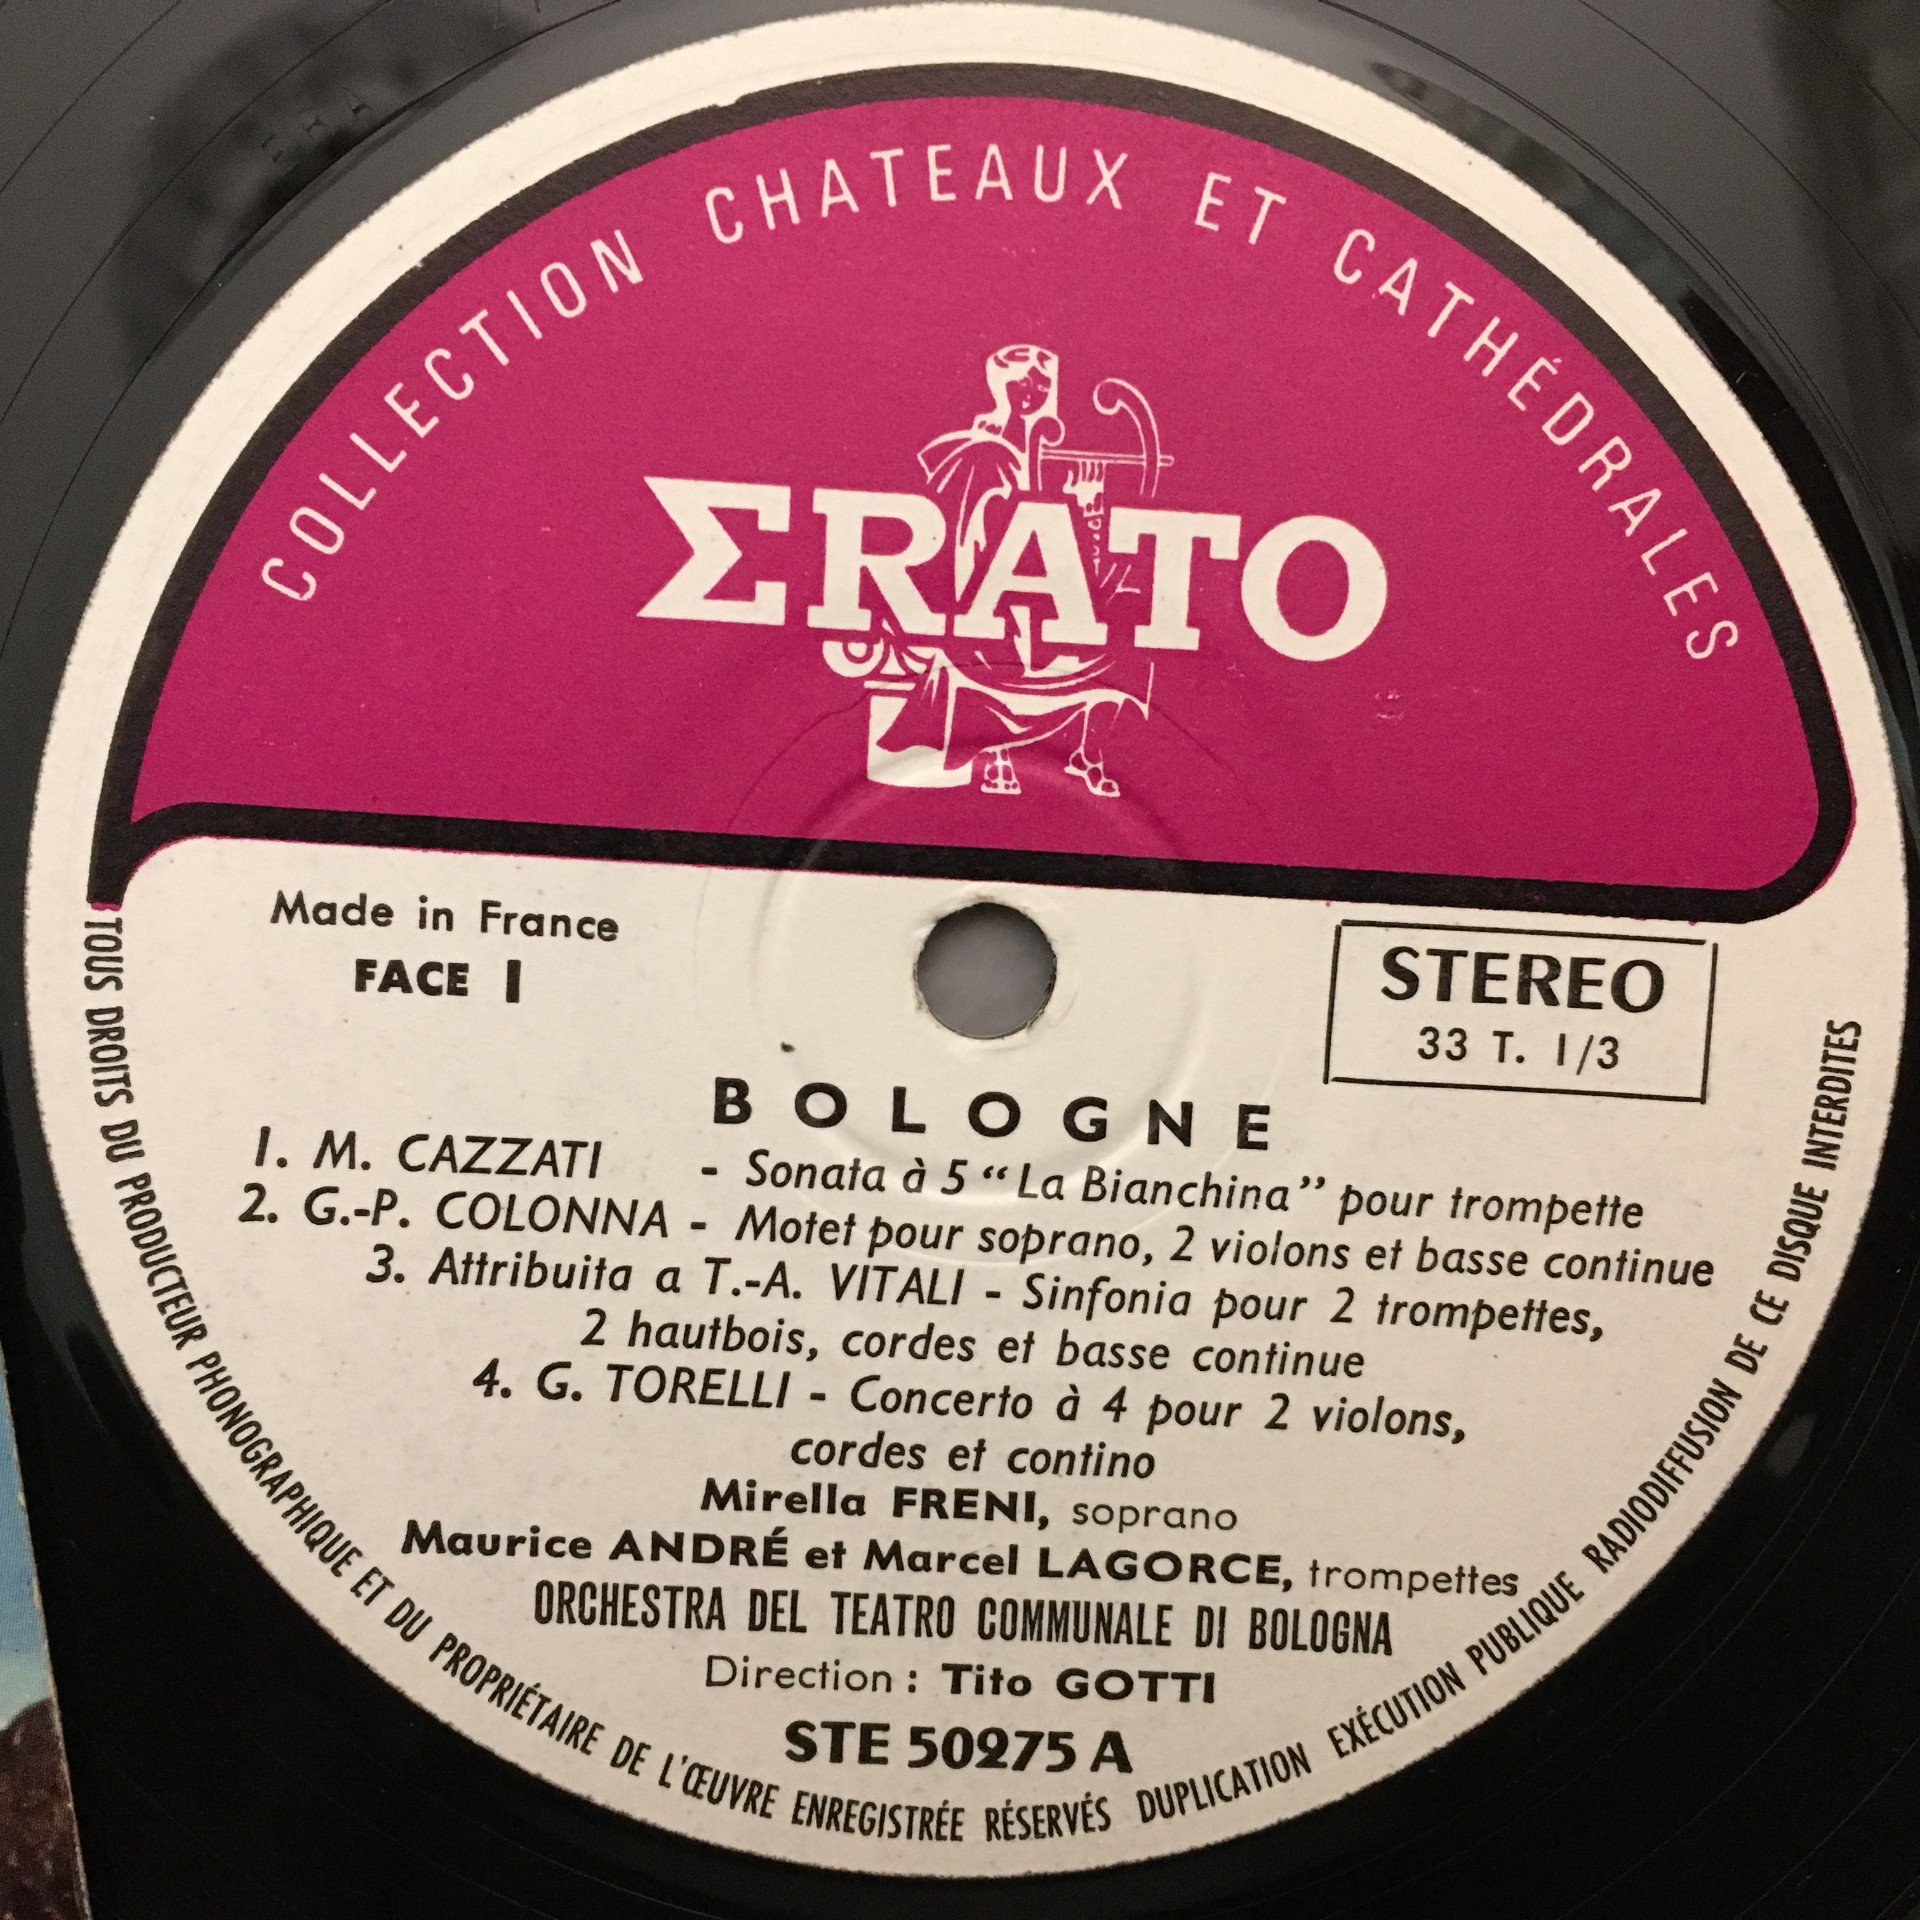 COLLECTION CHATEAUX ET CATHÉDRALES
ΣRATO
Made in France
FACE I
STEREO
33 T. 1/3
BOLOGNE
1. M. CAZZATI - Sonata à 5 “La Bianchina” pour trompette
2. G.-P. COLONNA - Motet pour soprano, 2 violons et basse continue
3. Attribuita a T.-A. VITALI - Sinfonia pour 2 trompettes,
2 hautbois, cordes et basse continue
4. G. TORELLI - Concerto à 4 pour 2 violons,
cordes et contino
Mirella FRENI, soprano
Maurice ANDRÉ et Marcel LAGORCE, trompettes
ORCHESTRA DEL TEATRO COMMUNALE DI BOLOGNA
Direction : Tito GOTTI
STE 50275 A
TOUS DROITS DU PRODUCTEUR PHONOGRAPHIQUE ET DU PROPRIÉTAIRE DE L'ŒUVRE ENREGISTRÉE RÉSERVÉS DUPLICATION EXÉCUTION PUBLIQUE RADIODIFFUSION DE CE DISQUE INTERDITES